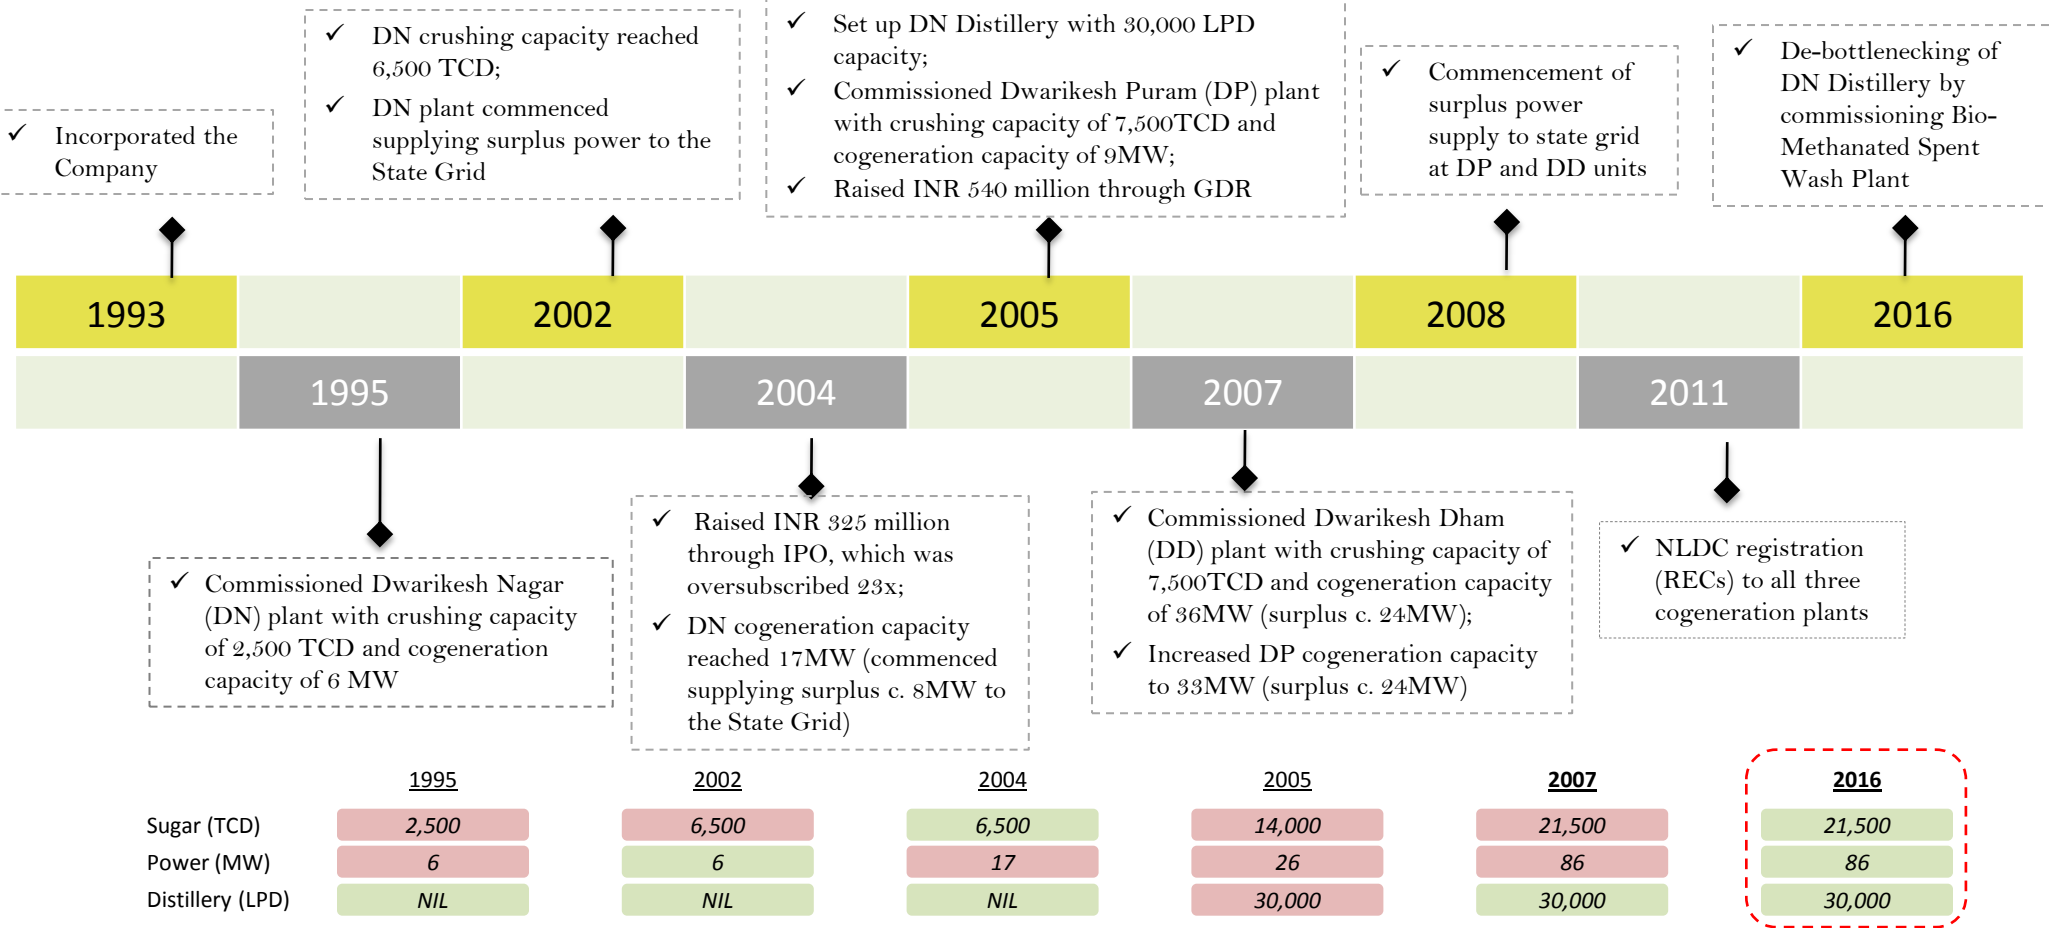 ✓ Incorporated the
Company
✓ DN crushing capacity reached
6,500 TCD;
✓ DN plant commenced
supplying surplus power to the
State Grid
✓ Set up DN Distillery with 30,000 LPD
capacity;
✓ Commissioned Dwarikesh Puram (DP) plant
with crushing capacity of 7,500TCD and
cogeneration capacity of 9MW;
✓ Raised INR 540 million through GDR
✓ Commencement of
surplus power
supply to state grid
at DP and DD units
✓ De-bottlenecking of
DN Distillery by
commissioning Bio-
Methanated Spent
Wash Plant
1993 2002 2005 2008 2016
1995 2004 2007 2011
✓ Commissioned Dwarikesh Nagar
(DN) plant with crushing capacity
of 2,500 TCD and cogeneration
capacity of 6 MW
✓ Raised INR 325 million
through IPO, which was
oversubscribed 23x;
✓ DN cogeneration capacity
reached 17MW (commenced
supplying surplus c. 8MW to
the State Grid)
✓ Commissioned Dwarikesh Dham
(DD) plant with crushing capacity of
7,500TCD and cogeneration capacity
of 36MW (surplus c. 24MW);
✓ Increased DP cogeneration capacity
to 33MW (surplus c. 24MW)
✓ NLDC registration
(RECs) to all three
cogeneration plants
1995 2002 2004 2005 2007 2016
Sugar (TCD) 2,500 6,500 6,500 14,000 21,500 21,500
Power (MW) 6 6 17 26 86 86
Distillery (LPD) NIL NIL NIL 30,000 30,000 30,000